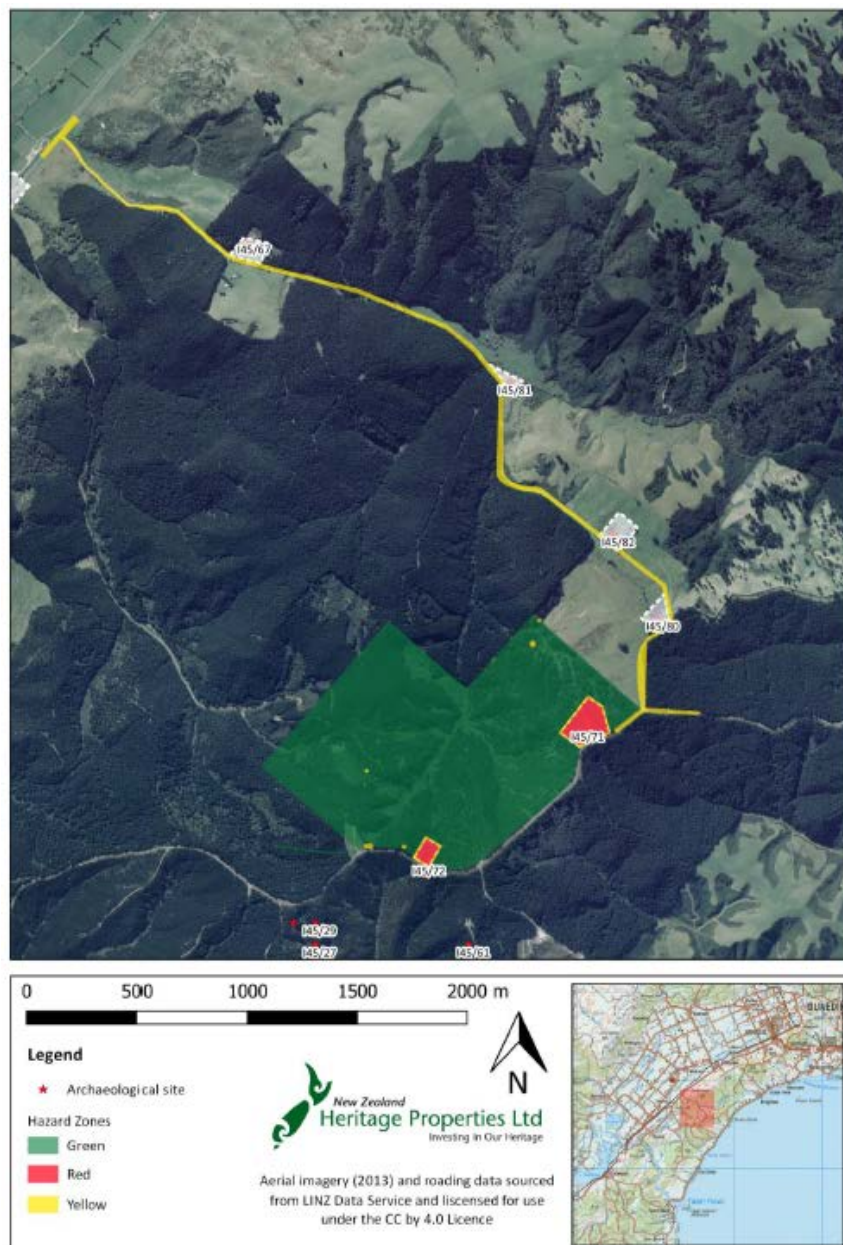 I45/67
I45/81
I45/82
I45/80
I45/71
I45/72
I45/29
I45/27
I45/61
0 500 1000 1500 2000 m
Legend
Archaeological site
Hazard Zones
Green
Red
Yellow
N
New Zealand
Heritage Properties Ltd
Investing In Our Heritage
Aerial imagery (2013) and roading data sourced
from LINZ Data Service and liscensed for use
under the CC by 4.0 Licence